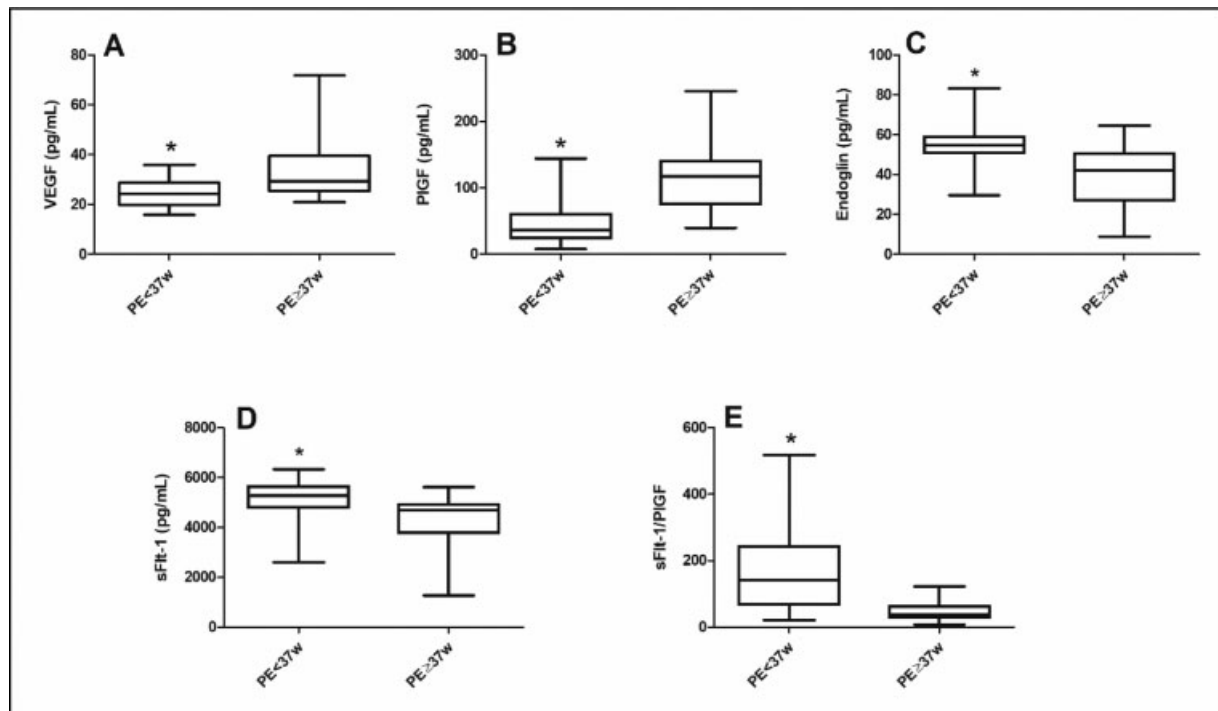 A
VEGF (pg/mL)
80
60
40
20
0
*
PE<37w
PE≥37w
B
PlGF (pg/mL)
300
200
100
0
*
PE<37w
PE≥37w
C
Endoglin (pg/mL)
100
80
60
40
20
0
*
PE<37w
PE≥37w
D
sFlt-1 (pg/mL)
8000
6000
4000
2000
0
*
PE<37w
PE≥37w
E
sFlt-1/PlGF
600
400
200
0
*
PE<37w
PE≥37w